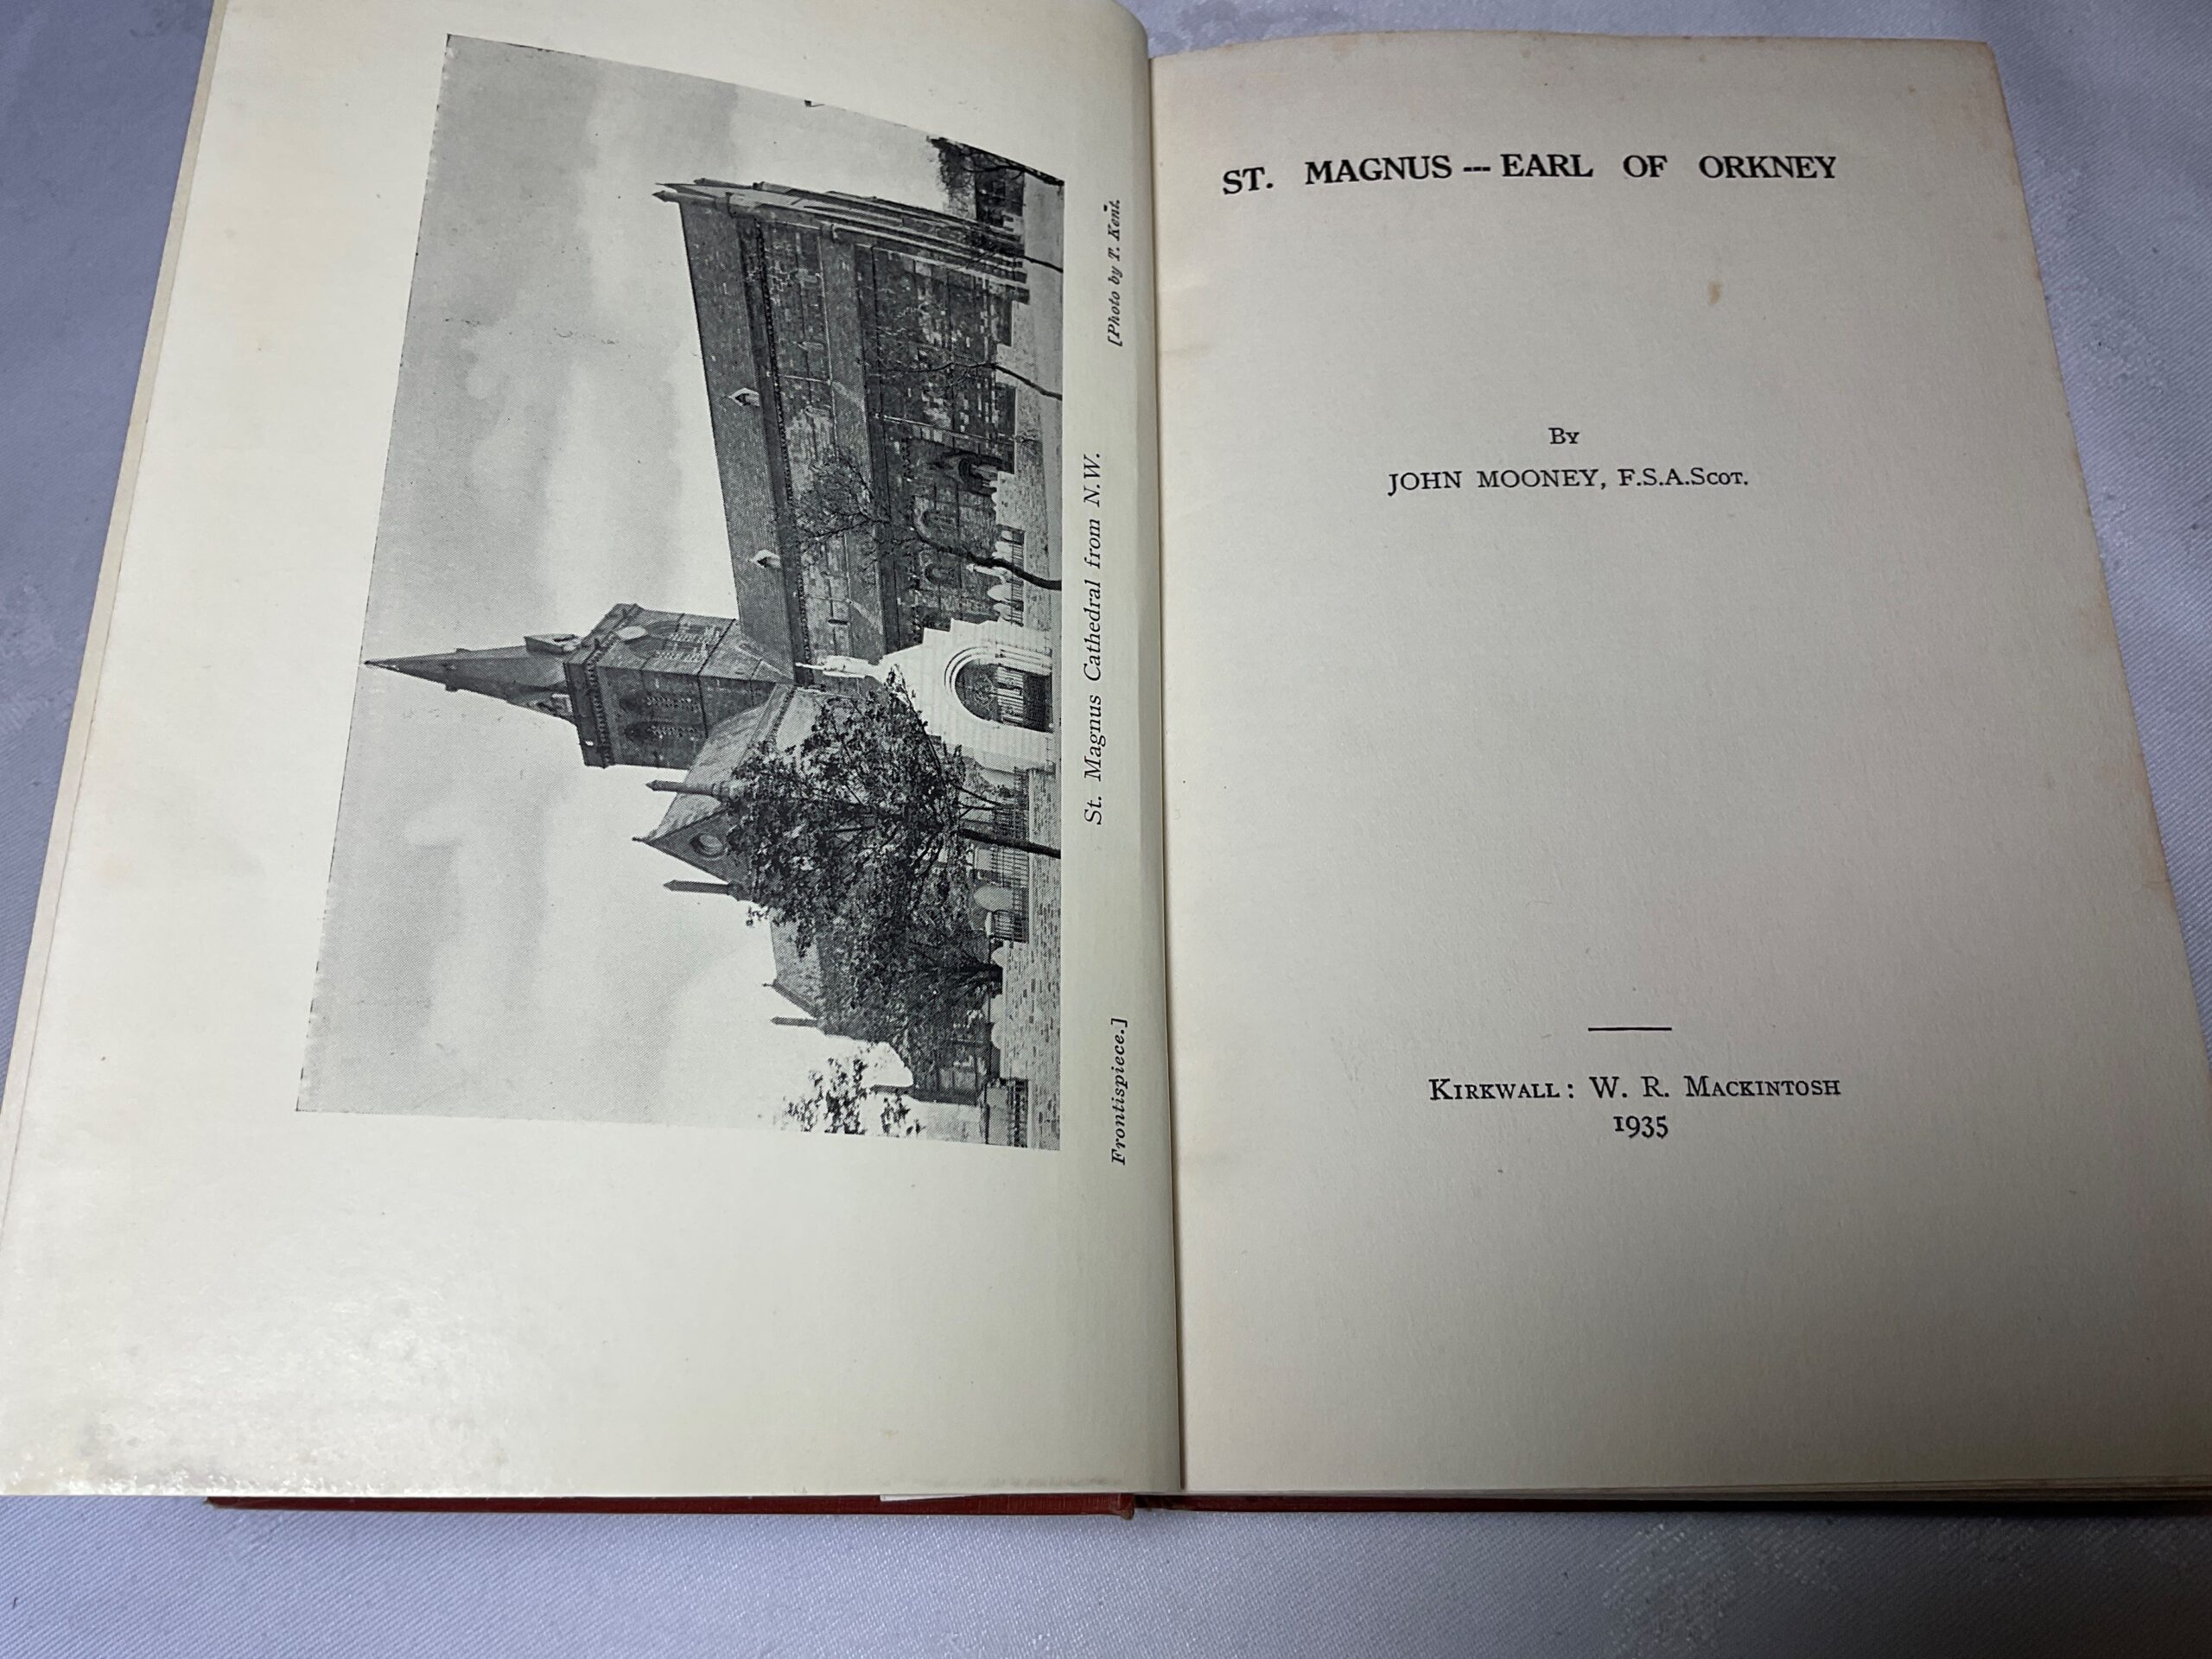 St. Magnus Cathedral from N.W.
Frontispiece.]
[Photo by T. Kent.
ST. MAGNUS --- EARL OF ORKNEY
By
JOHN MOONEY, F.S.A.Scot.
Kirkwall: W. R. Mackintosh
1935